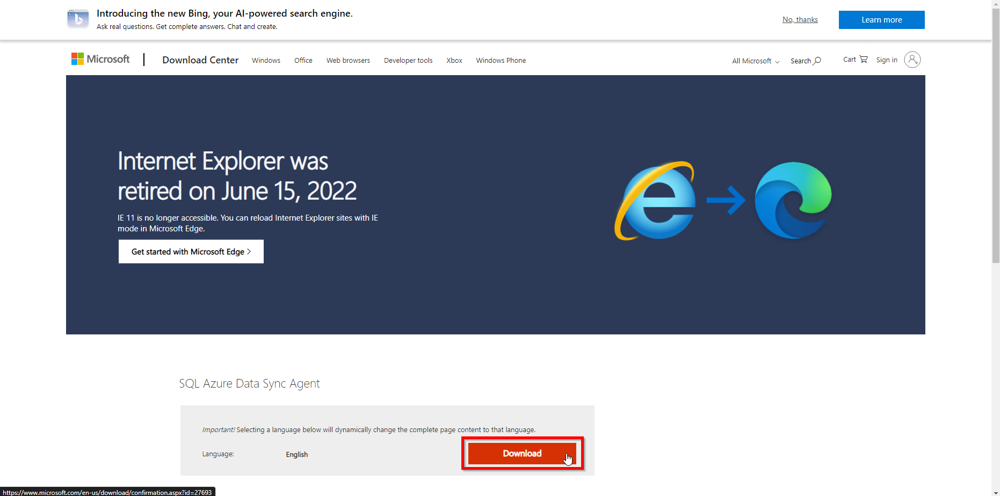 Introducing the new Bing, your AI-powered search engine.
Ask real questions. Get complete answers. Chat and create.
No, thanks
Learn more
Microsoft
Download Center
Windows
Office
Web browsers
Developer tools
Xbox
Windows Phone
All Microsoft
Search
Cart
Sign in
Internet Explorer was
retired on June 15, 2022
IE 11 is no longer accessible. You can reload Internet Explorer sites with IE
mode in Microsoft Edge.
Get started with Microsoft Edge >
SQL Azure Data Sync Agent
Important! Selecting a language below will dynamically change the complete page content to that language.
Language:
English
Download
https://www.microsoft.com/en-us/download/confirmation.aspx?id=27693